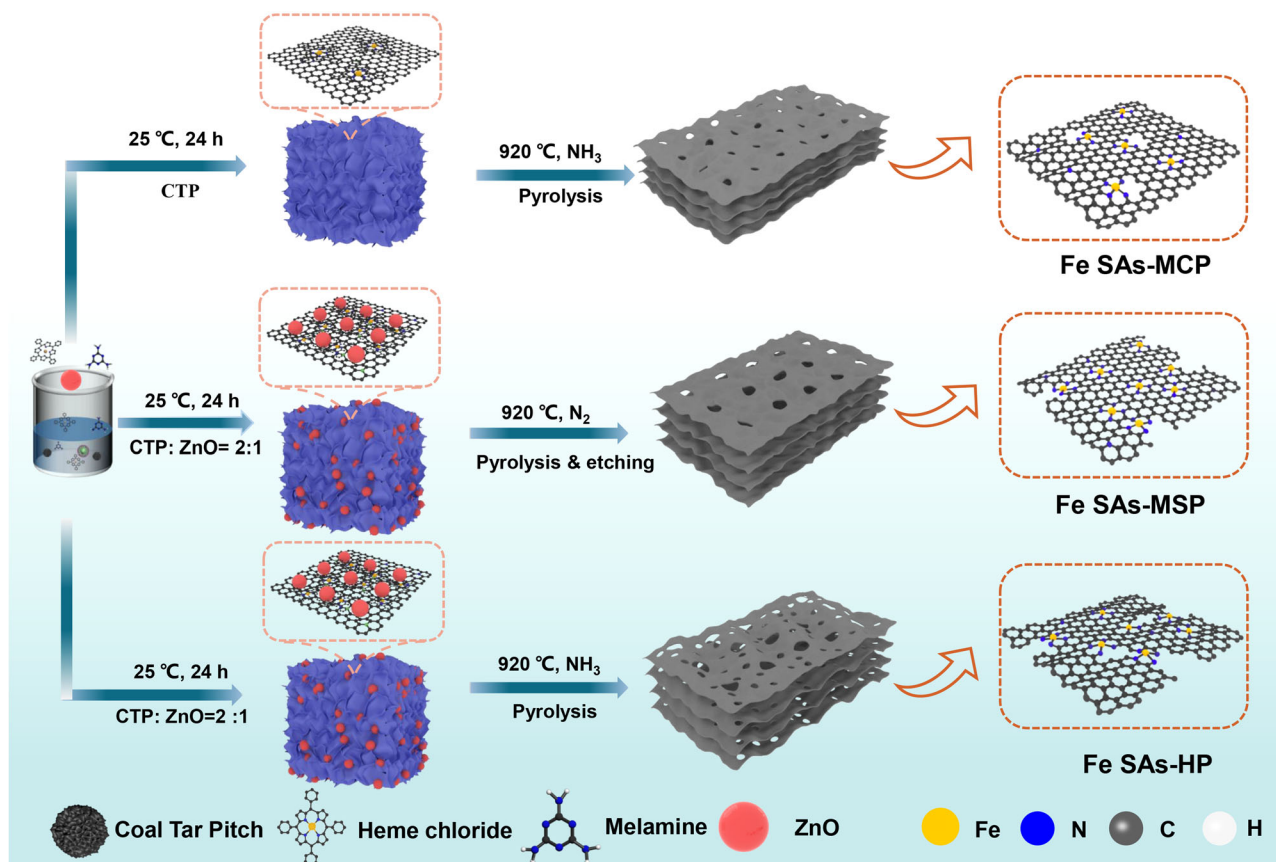 25 ℃, 24 h
CTP
920 ℃, NH₃
Pyrolysis
Fe SAs-MCP
25 ℃, 24 h
CTP: ZnO= 2:1
920 ℃, N₂
Pyrolysis & etching
Fe SAs-MSP
25 ℃, 24 h
CTP: ZnO=2 :1
920 ℃, NH₃
Pyrolysis
Fe SAs-HP
Coal Tar Pitch
Heme chloride
Melamine
ZnO
Fe
N
C
H